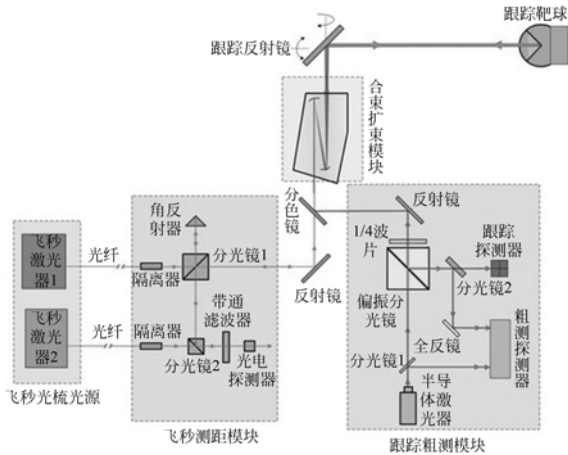 跟踪靶球
跟踪反射镜
合束扩束模块
分色镜
反射镜
角反射器
1/4波片
跟踪探测器
飞秒激光器1
光纤
隔离器
分光镜1
反射镜
偏振分光镜
分光镜2
飞秒激光器2
光纤
隔离器
带通滤波器
分光镜2
光电探测器
全反镜
粗测探测器
分光镜1
半导体激光器
飞秒光梳光源
飞秒测距模块
跟踪粗测模块